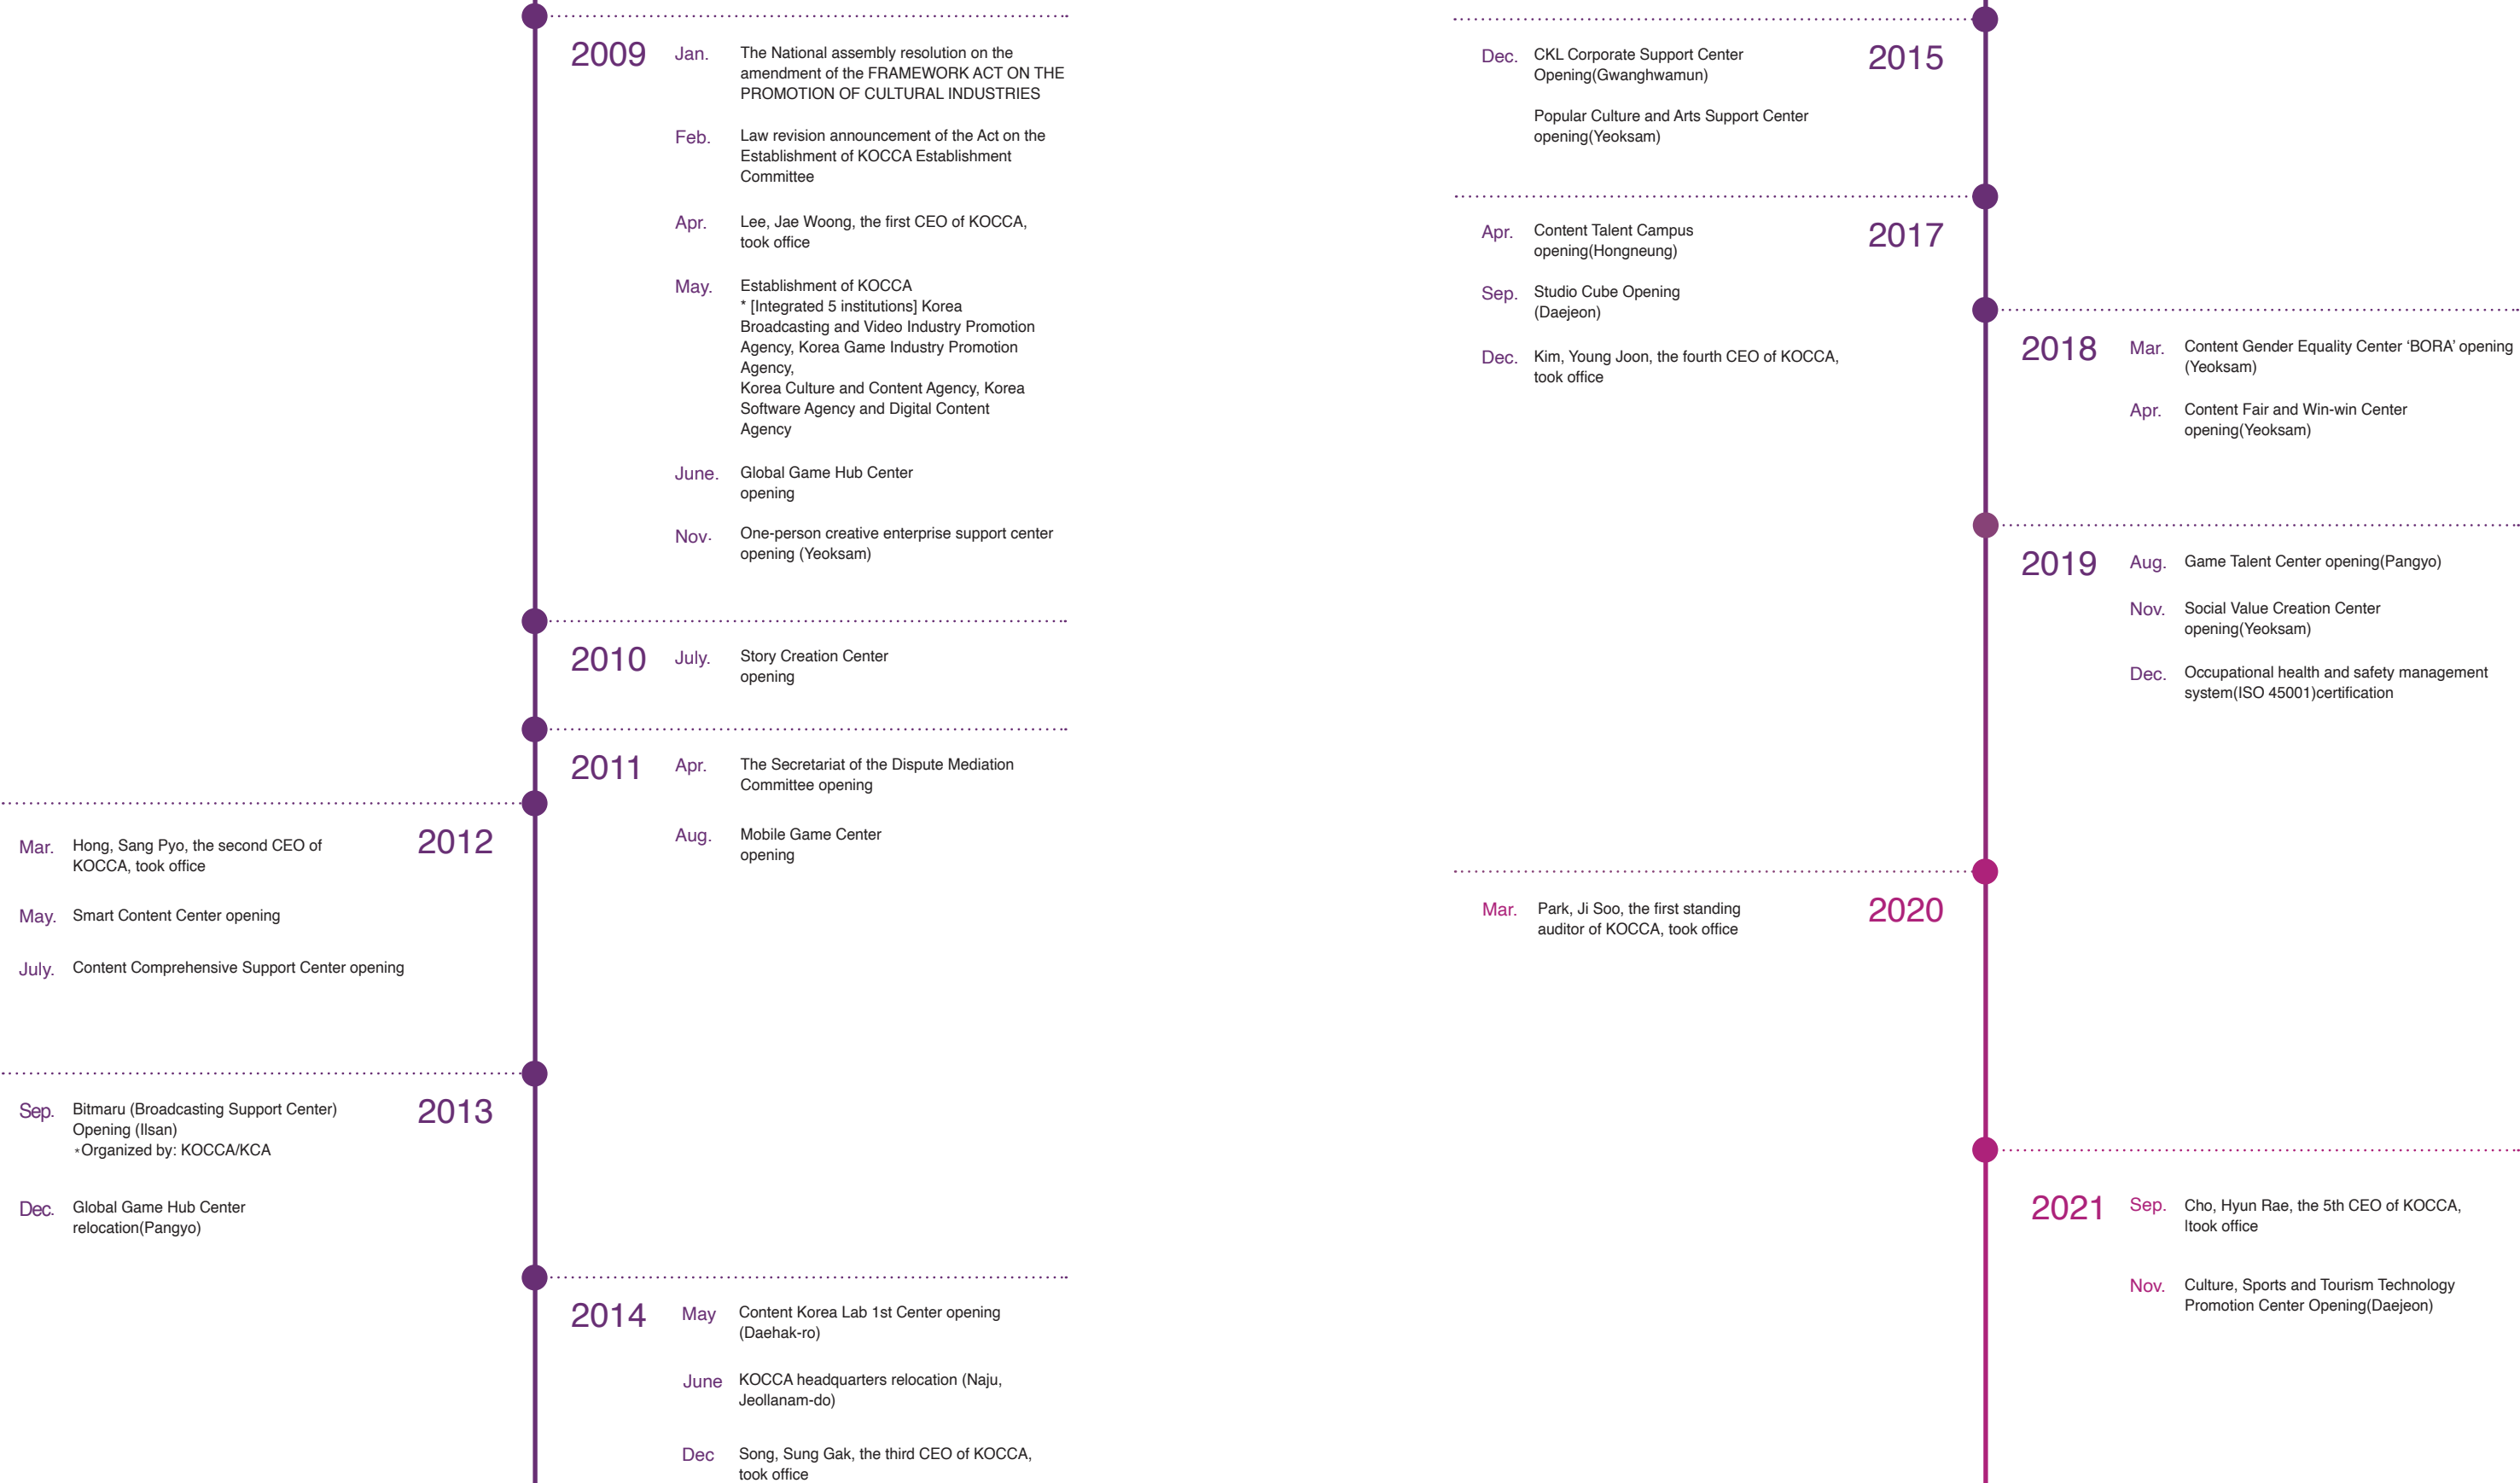 2009
Jan.
The National assembly resolution on the
amendment of the FRAMEWORK ACT ON THE
PROMOTION OF CULTURAL INDUSTRIES
Feb.
Law revision announcement of the Act on the
Establishment of KOCCA Establishment
Committee
Apr.
Lee, Jae Woong, the first CEO of KOCCA,
took office
May.
Establishment of KOCCA
* [Integrated 5 institutions] Korea
Broadcasting and Video Industry Promotion
Agency, Korea Game Industry Promotion
Agency,
Korea Culture and Content Agency, Korea
Software Agency and Digital Content
Agency
June.
Global Game Hub Center
opening
Nov.
One-person creative enterprise support center
opening (Yeoksam)
2010
July.
Story Creation Center
opening
2011
Apr.
The Secretariat of the Dispute Mediation
Committee opening
Aug.
Mobile Game Center
opening
2012
Mar.
Hong, Sang Pyo, the second CEO of
KOCCA, took office
May.
Smart Content Center opening
July.
Content Comprehensive Support Center opening
2013
Sep.
Bitmaru (Broadcasting Support Center)
Opening (Ilsan)
*Organized by: KOCCA/KCA
Dec.
Global Game Hub Center
relocation(Pangyo)
2014
May
Content Korea Lab 1st Center opening
(Daehak-ro)
June
KOCCA headquarters relocation (Naju,
Jeollanam-do)
Dec
Song, Sung Gak, the third CEO of KOCCA,
took office
2015
Dec.
CKL Corporate Support Center
Opening(Gwanghwamun)
Popular Culture and Arts Support Center
opening(Yeoksam)
2017
Apr.
Content Talent Campus
opening(Hongneung)
Sep.
Studio Cube Opening
(Daejeon)
Dec.
Kim, Young Joon, the fourth CEO of KOCCA,
took office
2018
Mar.
Content Gender Equality Center ‘BORA’ opening
(Yeoksam)
Apr.
Content Fair and Win-win Center
opening(Yeoksam)
2019
Aug.
Game Talent Center opening(Pangyo)
Nov.
Social Value Creation Center
opening(Yeoksam)
Dec.
Occupational health and safety management
system(ISO 45001)certification
2020
Mar.
Park, Ji Soo, the first standing
auditor of KOCCA, took office
2021
Sep.
Cho, Hyun Rae, the 5th CEO of KOCCA,
ltook office
Nov.
Culture, Sports and Tourism Technology
Promotion Center Opening(Daejeon)